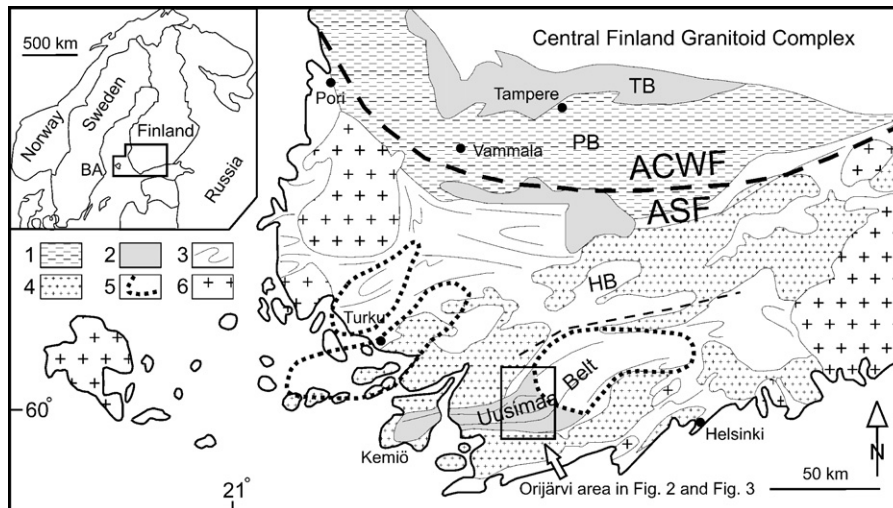 500 km
Norway
Sweden
Finland
BA
Russia
Central Finland Granitoid Complex
Pori
Tampere
TB
Vammala
PB
ACWF
ASF
1 2 3
4 5 6
HB
Turku
Uusimaa Belt
60°
Kemiö
Helsinki
N
50 km
Orijärvi area in Fig. 2 and Fig. 3
21°